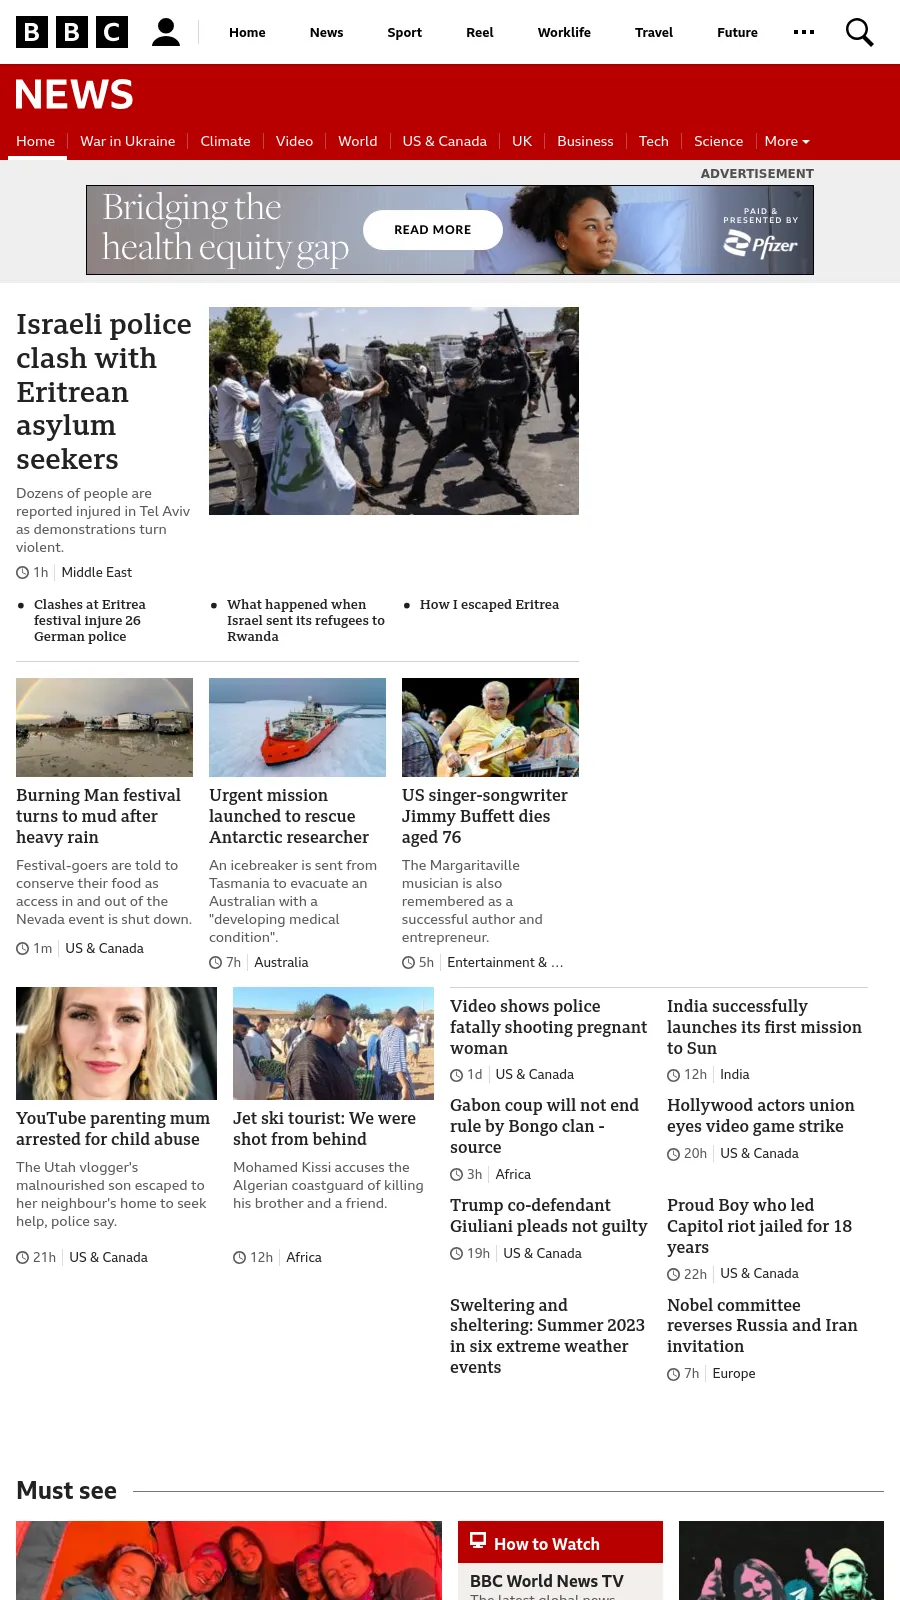 BBC
Home
News
Sport
Reel
Worklife
Travel
Future
NEWS
Home
War in Ukraine
Climate
Video
World
US & Canada
UK
Business
Tech
Science
More
ADVERTISEMENT
Bridging the
health equity gap
READ MORE
PAID &
PRESENTED BY
Pfizer
Israeli police
clash with
Eritrean
asylum
seekers
Dozens of people are
reported injured in Tel Aviv
as demonstrations turn
violent.
1h Middle East
Clashes at Eritrea
festival injure 26
German police
What happened when
Israel sent its refugees to
Rwanda
How I escaped Eritrea
Burning Man festival
turns to mud after
heavy rain
Festival-goers are told to
conserve their food as
access in and out of the
Nevada event is shut down.
1m US & Canada
Urgent mission
launched to rescue
Antarctic researcher
An icebreaker is sent from
Tasmania to evacuate an
Australian with a
"developing medical
condition".
7h Australia
US singer-songwriter
Jimmy Buffett dies
aged 76
The Margaritaville
musician is also
remembered as a
successful author and
entrepreneur.
5h Entertainment & ...
YouTube parenting mum
arrested for child abuse
The Utah vlogger's
malnourished son escaped to
her neighbour's home to seek
help, police say.
21h US & Canada
Jet ski tourist: We were
shot from behind
Mohamed Kissi accuses the
Algerian coastguard of killing
his brother and a friend.
12h Africa
Video shows police
fatally shooting pregnant
woman
1d US & Canada
India successfully
launches its first mission
to Sun
12h India
Gabon coup will not end
rule by Bongo clan -
source
3h Africa
Hollywood actors union
eyes video game strike
20h US & Canada
Trump co-defendant
Giuliani pleads not guilty
19h US & Canada
Proud Boy who led
Capitol riot jailed for 18
years
22h US & Canada
Sweltering and
sheltering: Summer 2023
in six extreme weather
events
Nobel committee
reverses Russia and Iran
invitation
7h Europe
Must see
How to Watch
BBC World News TV
The latest global news